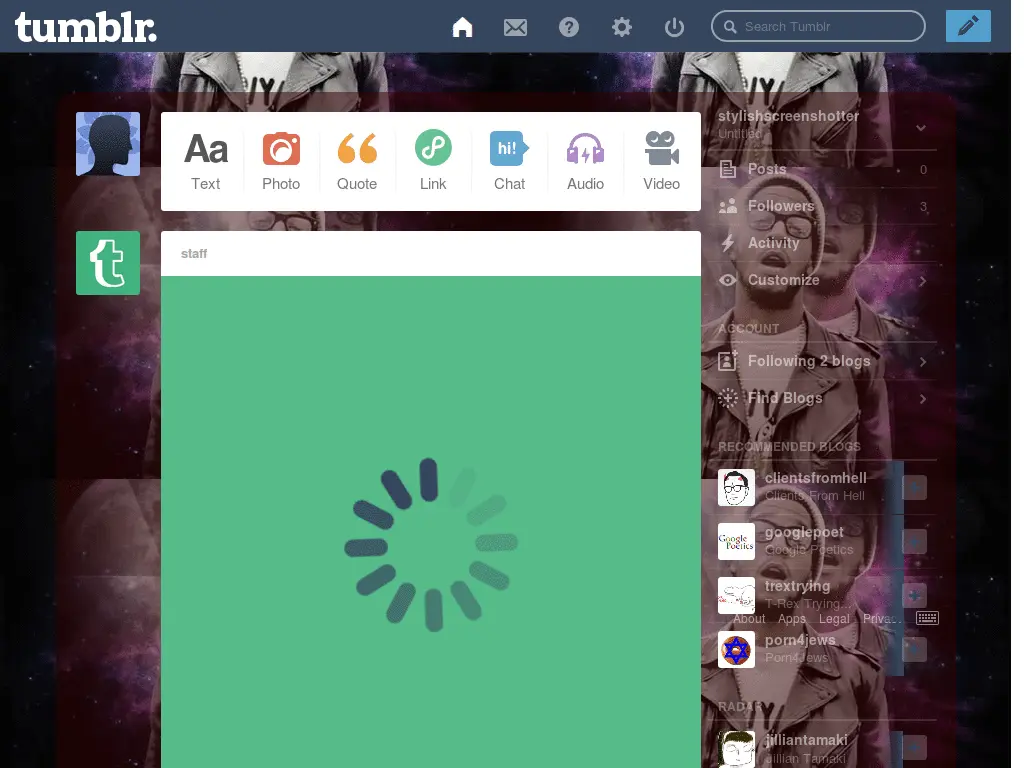 tumblr.
Search Tumblr
Aa
hi!
Text
Photo
Quote
Link
Chat
Audio
Video
staff
stylishscreenshotter
Untitled
Posts 0
Followers 3
Activity
Customize
ACCOUNT
Following 2 blogs
Find Blogs
RECOMMENDED BLOGS
clientsfromhell
Clients From Hell
Google
Poetics
googlepoet
Google Poetics
trextrying
T-Rex Trying...
About Apps Legal
porn4jews
Porn4Jews
RADAR
jilliantamaki
Jillian Tamaki